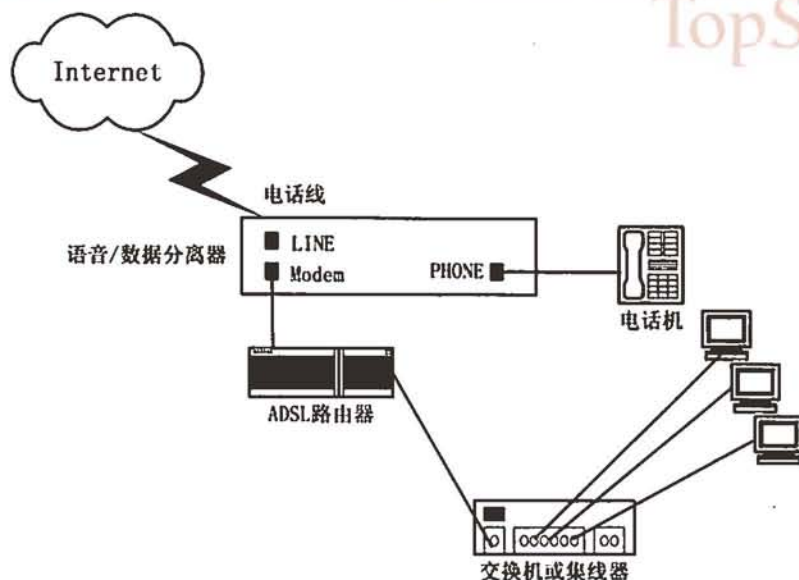 TopS
Internet
电话线
语音/数据分离器
LINE
Modem
PHONE
电话机
ADSL路由器
交换机或集线器